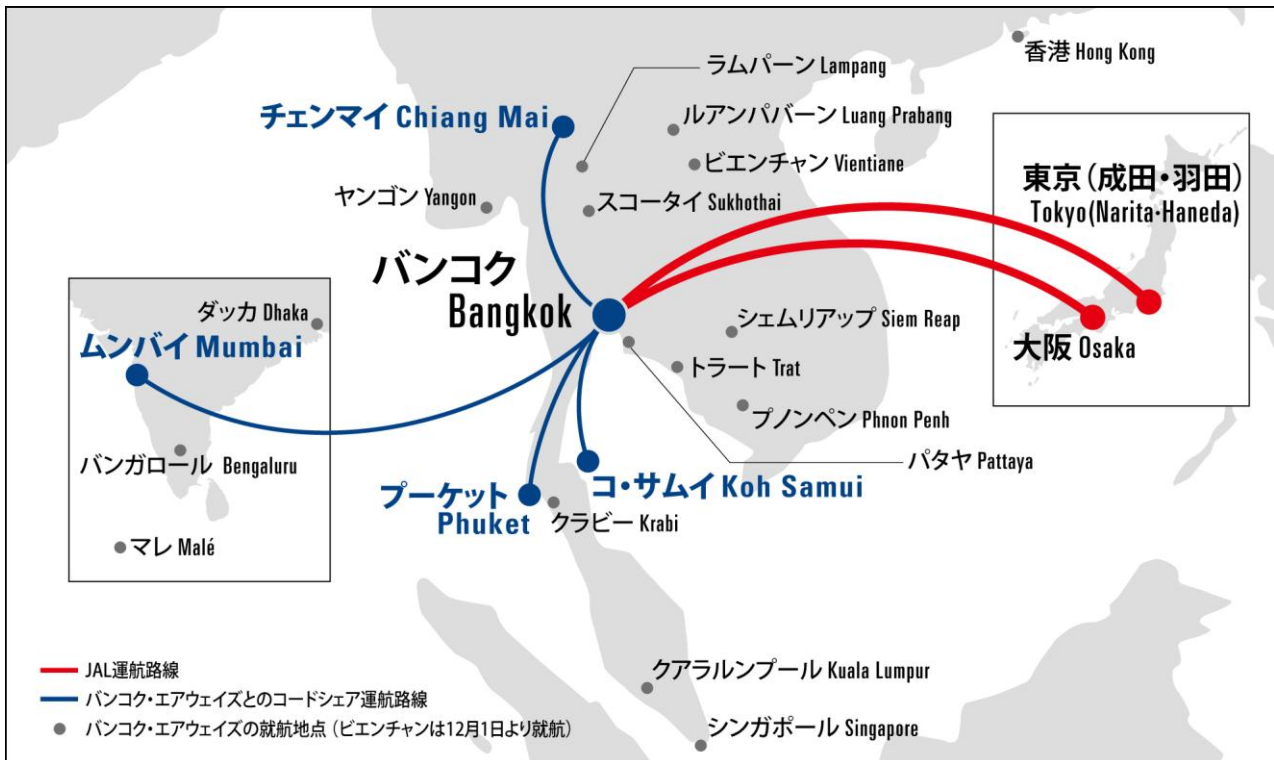 香港 Hong Kong
ラムパーン Lampang
チェンマイ Chiang Mai
ルアンパバーン Luang Prabang
ビエンチャン Vientiane
東京(成田・羽田)
Tokyo(Narita·Haneda)
ヤンゴン Yangon
スコータイ Sukhothai
バンコク
Bangkok
ダッカ Dhaka
シェムリアップ Siem Reap
ムンバイ Mumbai
大阪 Osaka
トラート Trat
プノンペン Phnon Penh
バンガロール Bengaluru
パタヤ Pattaya
コ・サムイ Koh Samui
プーケット
Phuket
クラビー Krabi
マレ Malé
クアラルンプール Kuala Lumpur
シンガポール Singapore
JAL運航路線
バンコク・エアウェイズとのコードシェア運航路線
バンコク・エアウェイズの就航地点(ビエンチャンは12月1日より就航)